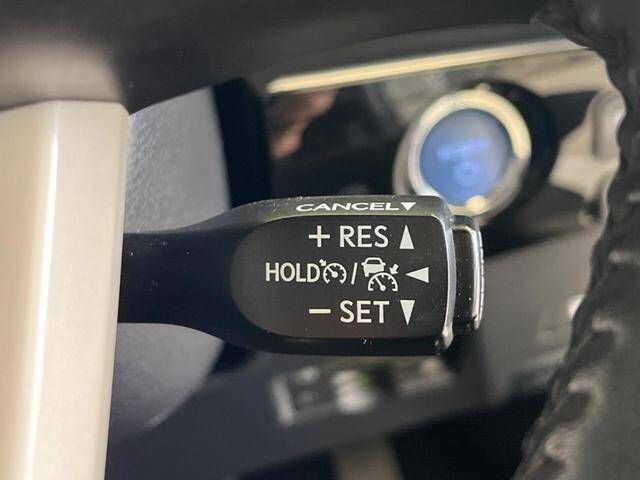 CANCEL▼
+ RES ▲
HOLD / ◀
− SET ▼